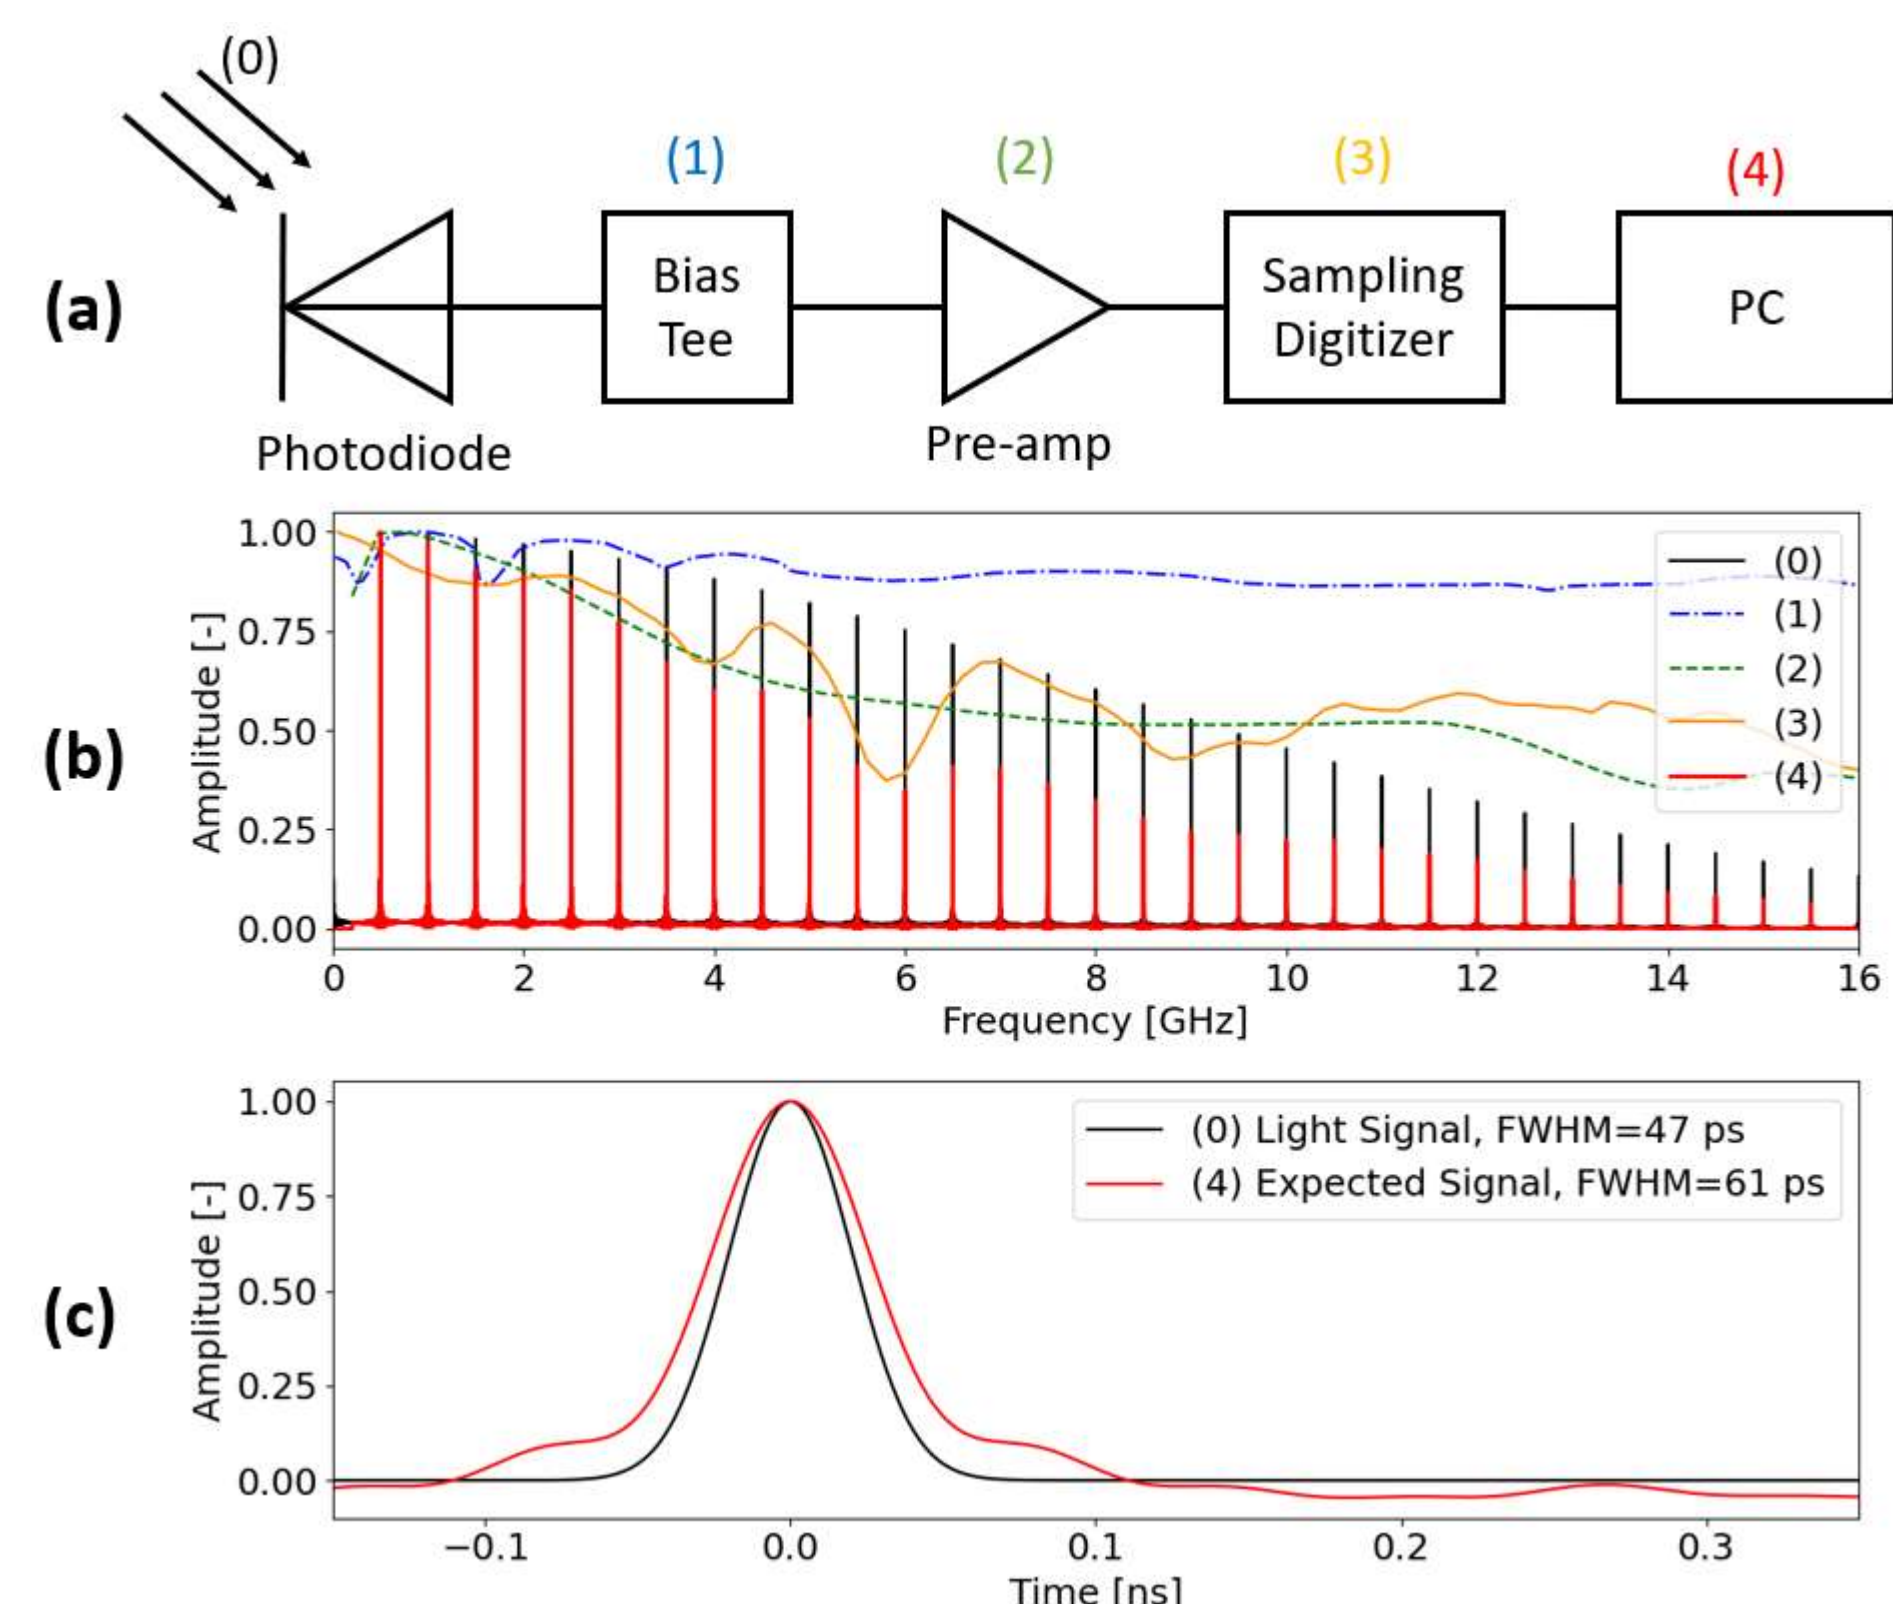 (0)
(1)
(2)
(3)
(4)
(a)
Bias
Tee
Sampling
Digitizer
PC
Photodiode
Pre-amp
(b)
Amplitude [-]
1.00
0.75
0.50
0.25
0.00
(0)
(1)
(2)
(3)
(4)
0 2 4 6 8 10 12 14 16
Frequency [GHz]
(c)
Amplitude [-]
1.00
0.75
0.50
0.25
0.00
(0) Light Signal, FWHM=47 ps
(4) Expected Signal, FWHM=61 ps
−0.1 0.0 0.1 0.2 0.3
Time [ns]